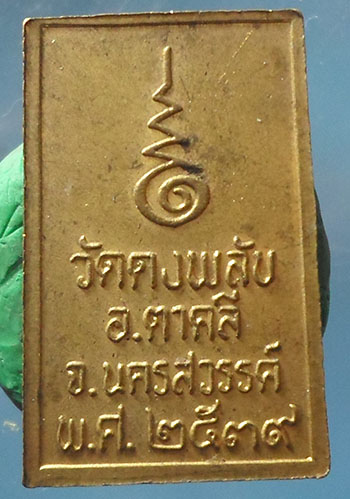 วัดดงพลับ
อ.ตาคลี
จ.นครสวรรค์
พ.ศ. ๒๕๓๙